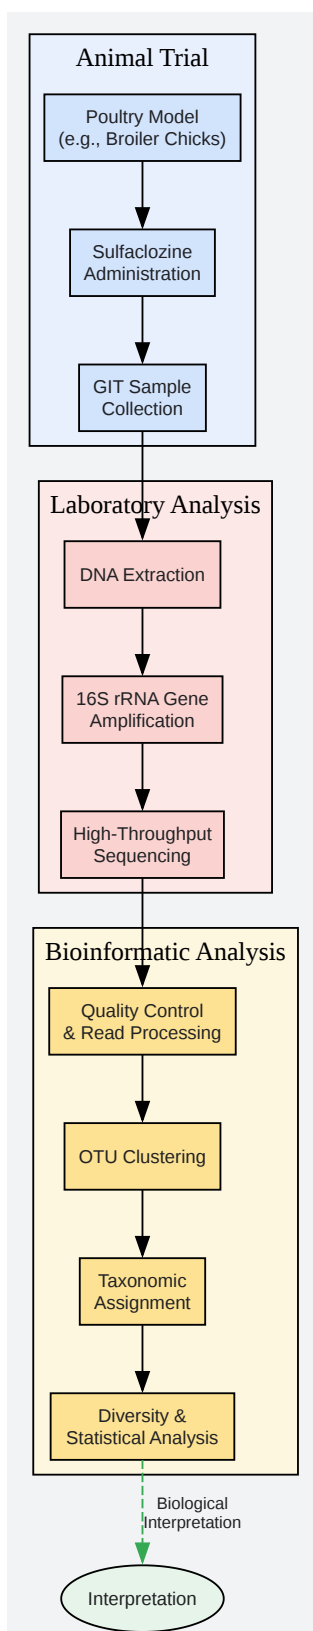 Animal Trial
Poultry Model
(e.g., Broiler Chicks)
Sulfaclozine
Administration
GIT Sample
Collection
Laboratory Analysis
DNA Extraction
16S rRNA Gene
Amplification
High-Throughput
Sequencing
Bioinformatic Analysis
Quality Control
& Read Processing
OTU Clustering
Taxonomic
Assignment
Diversity &
Statistical Analysis
Biological
Interpretation
Interpretation